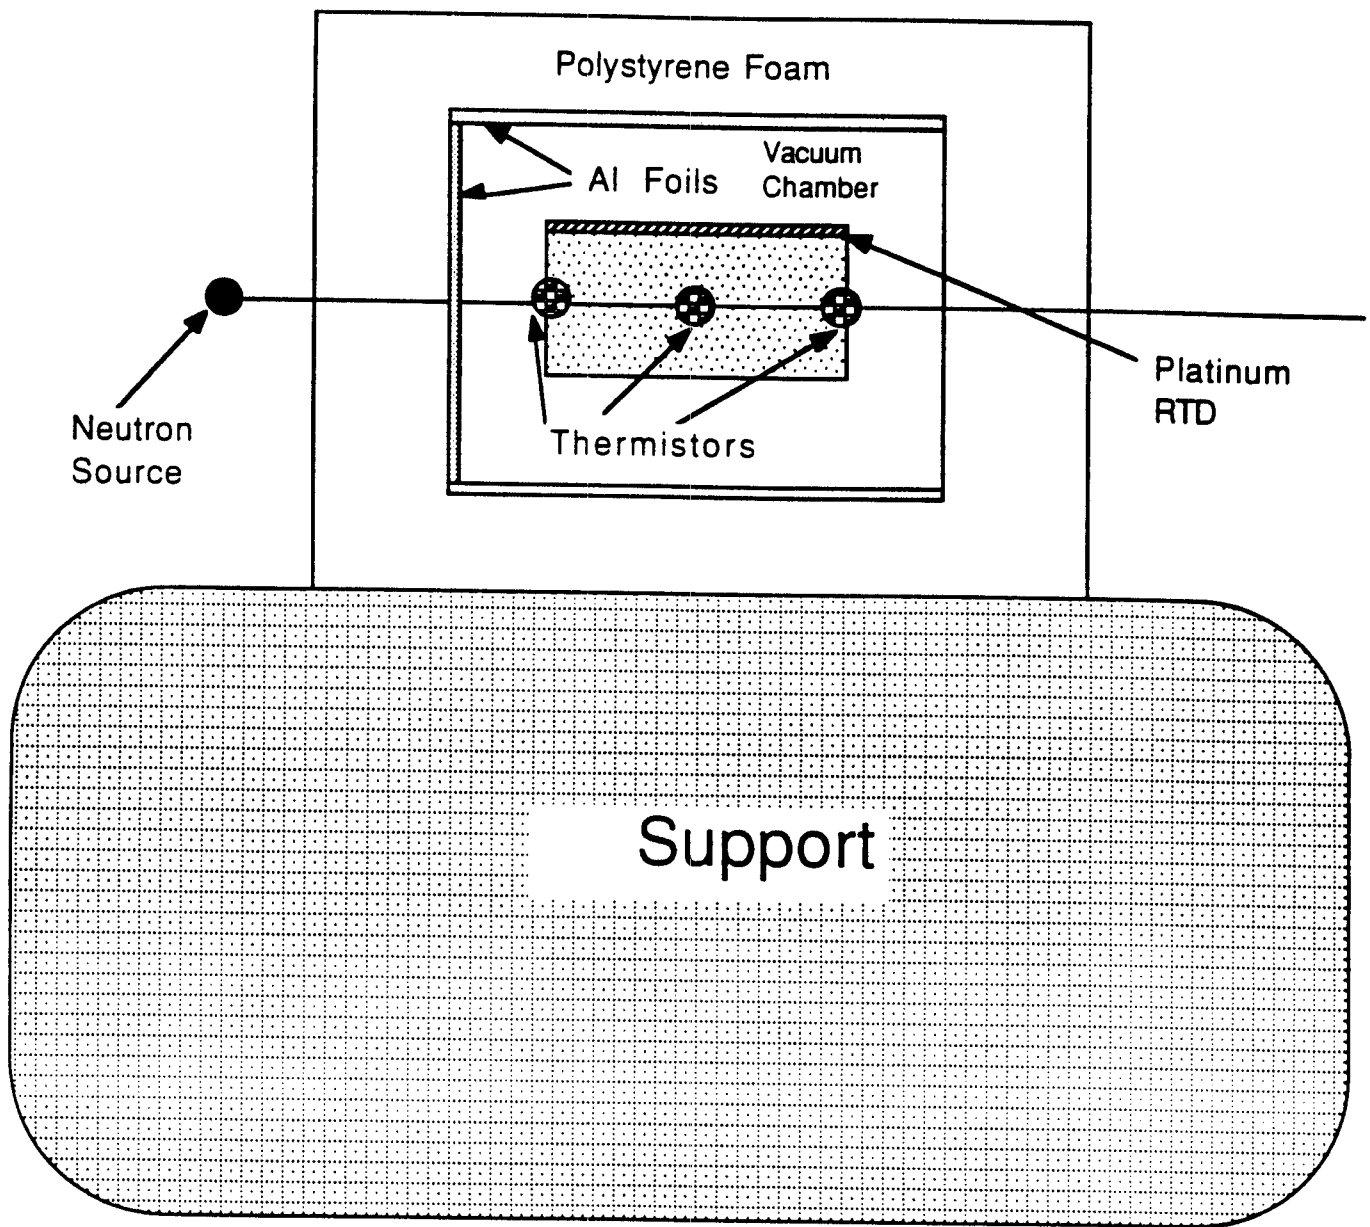 Polystyrene Foam
Vacuum
Chamber
Al Foils
Neutron
Source
Thermistors
Platinum
RTD
Support